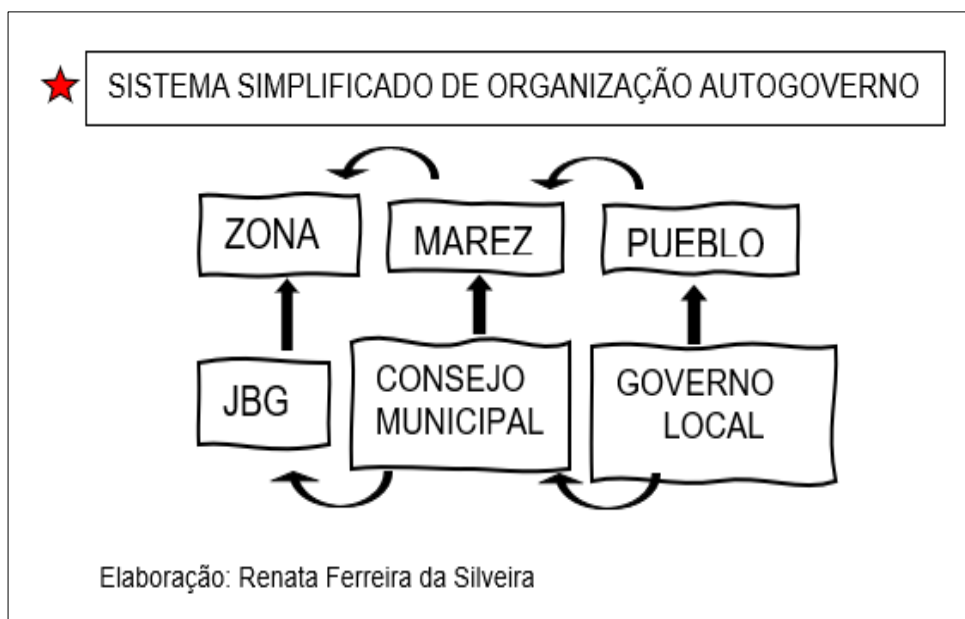 SISTEMA SIMPLIFICADO DE ORGANIZAÇÃO AUTOGOVERNO
ZONA
MAREZ
PUEBLO
JBG
CONSEJO
MUNICIPAL
GOVERNO
LOCAL
Elaboração: Renata Ferreira da Silveira